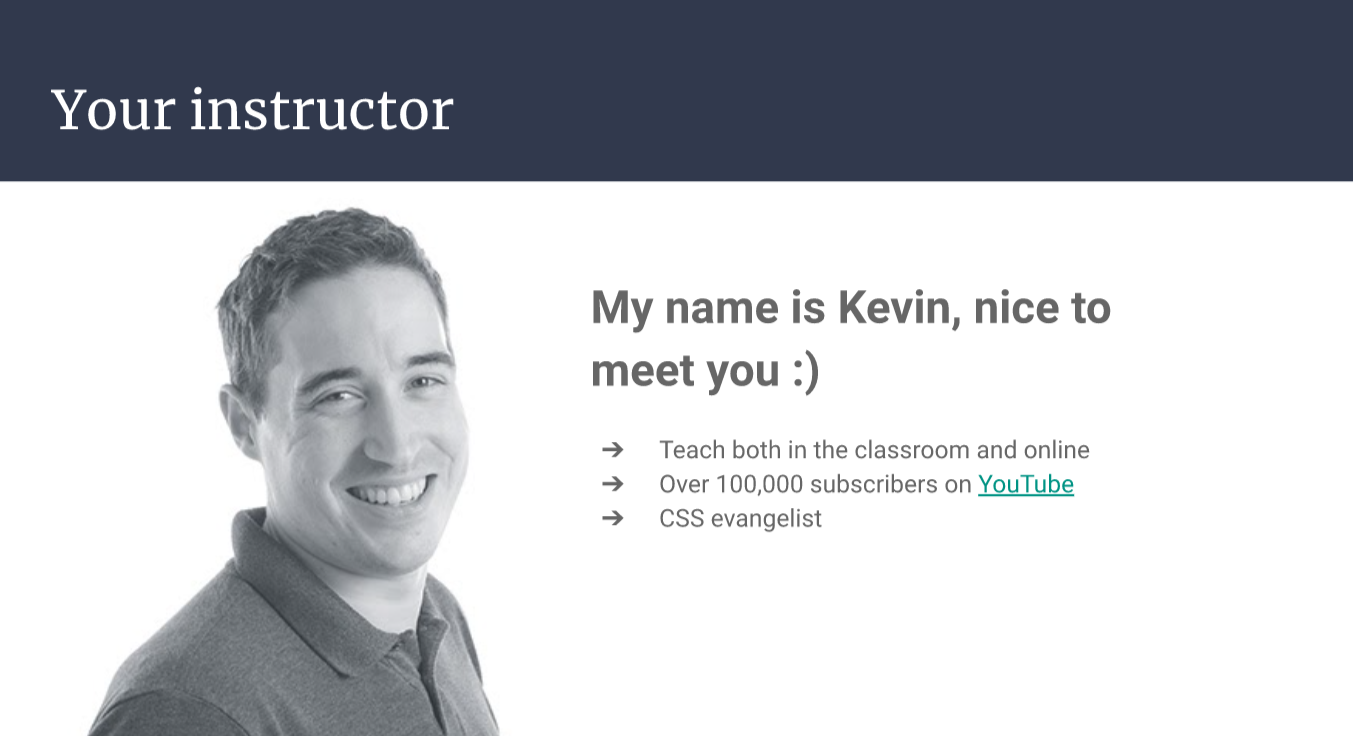 Your instructor
My name is Kevin, nice to
meet you :)
➔ Teach both in the classroom and online
➔ Over 100,000 subscribers on YouTube
➔ CSS evangelist